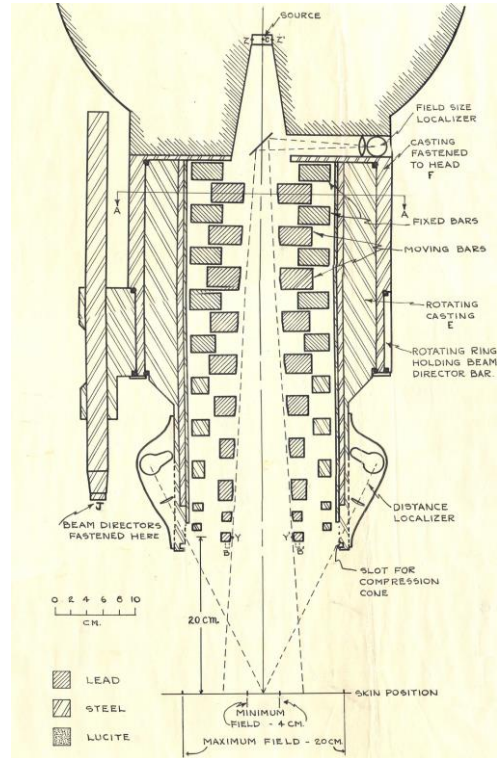 SOURCE
Z
Z'
FIELD SIZE
LOCALIZER
CASTING
FASTENED
TO HEAD
F
A
A
FIXED BARS
MOVING BARS
ROTATING
CASTING
E
ROTATING RING
HOLDING BEAM
DIRECTOR BAR.
J
BEAM DIRECTORS
FASTENED HERE
DISTANCE
LOCALIZER
Y
Y'
B
B'
SLOT FOR
COMPRESSION
CONE
0 2 4 6 8 10
CM.
20 CM.
LEAD
STEEL
LUCITE
SKIN POSITION
MINIMUM
FIELD - 4 CM.
MAXIMUM FIELD - 20 CM.